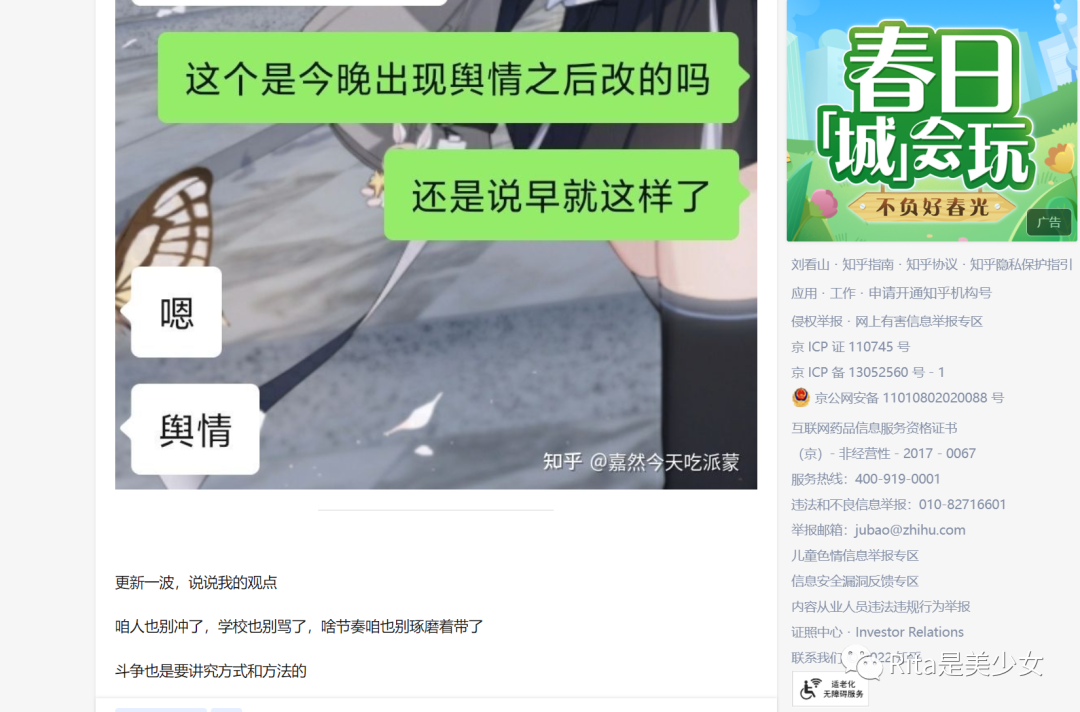 这个是今晚出现舆情之后改的吗
还是说早就这样了
嗯
舆情
知乎 @嘉然今天吃派蒙
更新一波，说说我的观点
咱人也别冲了，学校也别骂了，啥节奏咱也别琢磨着带了
斗争也是要讲究方式和方法的
春日
「城」会玩
不负好春光
广告
刘看山 · 知乎指南 · 知乎协议 · 知乎隐私保护指引
应用 · 工作 · 申请开通知乎机构号
侵权举报 · 网上有害信息举报专区
京 ICP 证 110745 号
京 ICP 备 13052560 号 - 1
京公网安备 11010802020088 号
互联网药品信息服务资格证书
（京）- 非经营性 - 2017 - 0067
服务热线：400-919-0001
违法和不良信息举报：010-82716601
举报邮箱：jubao@zhihu.com
儿童色情信息举报专区
信息安全漏洞反馈专区
内容从业人员违法违规行为举报
证照中心 · Investor Relations
联系我们
Rita是美少女
适老化
无障碍服务